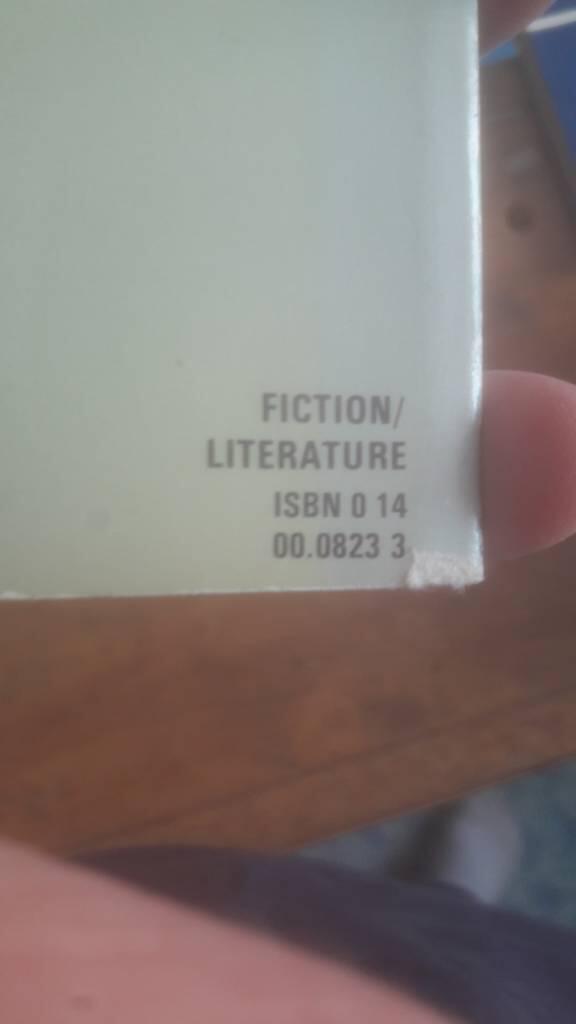 FICTION/
LITERATURE
ISBN 0 14
00.0823 3